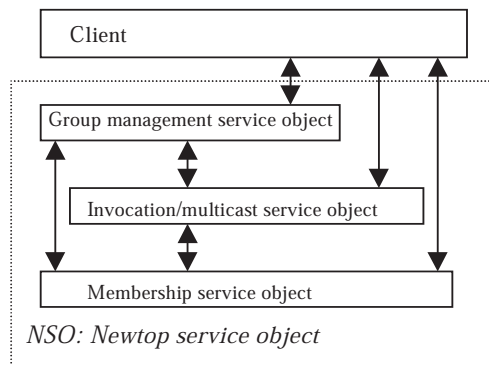 Client
Group management service object
Invocation/multicast service object
Membership service object
NSO: Newtop service object